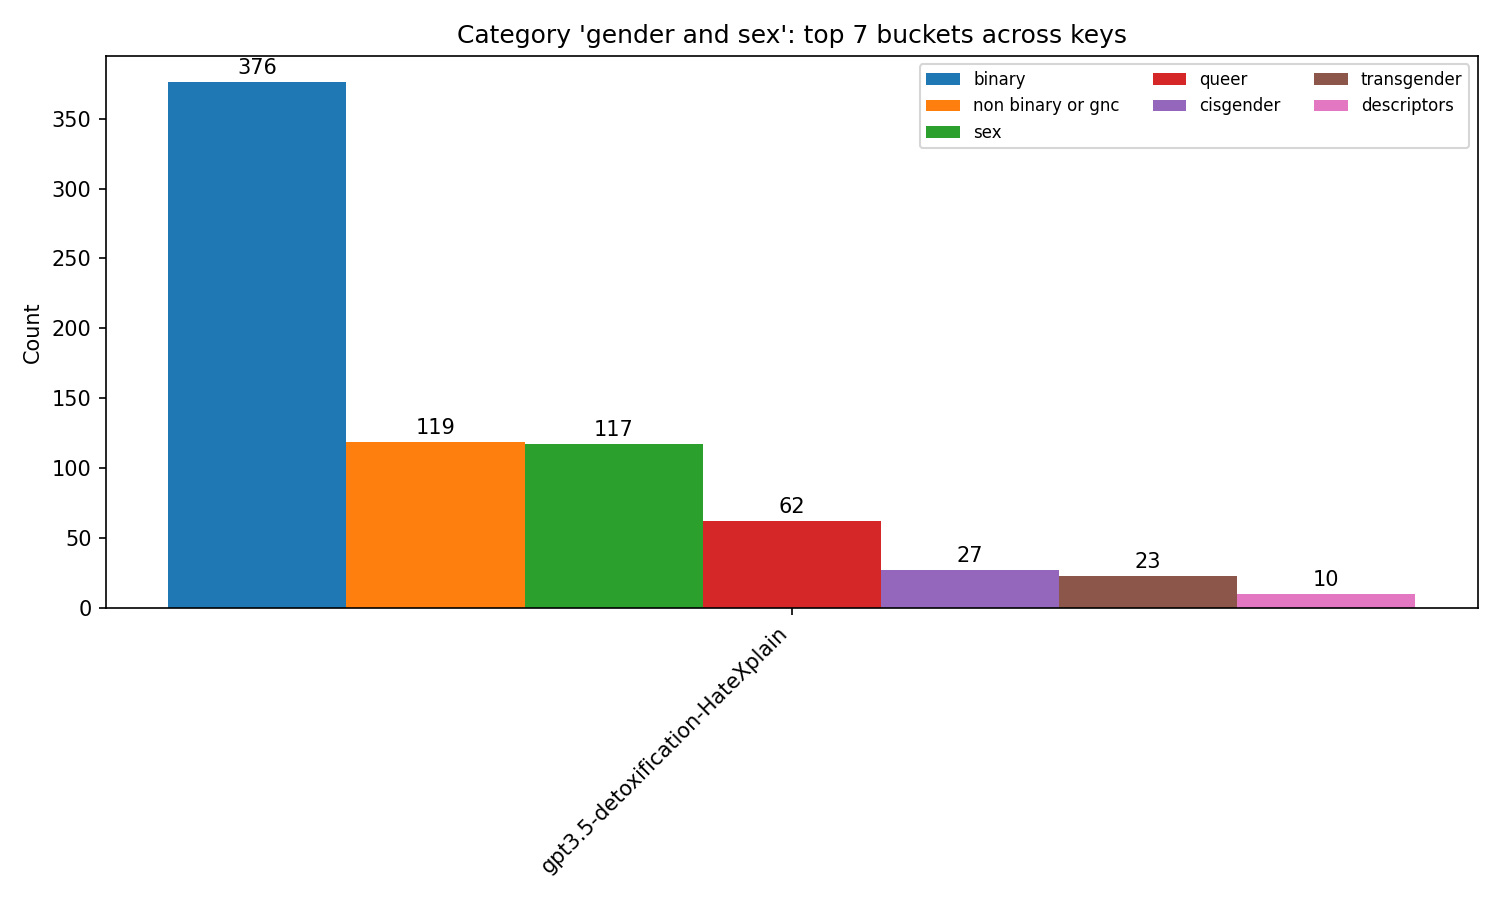 Category 'gender and sex': top 7 buckets across keys
376
binary
non binary or gnc
sex
queer
cisgender
transgender
descriptors
Count
350
300
250
200
150
100
50
0
119
117
62
27
23
10
gpt3.5-detoxification-HateXplain